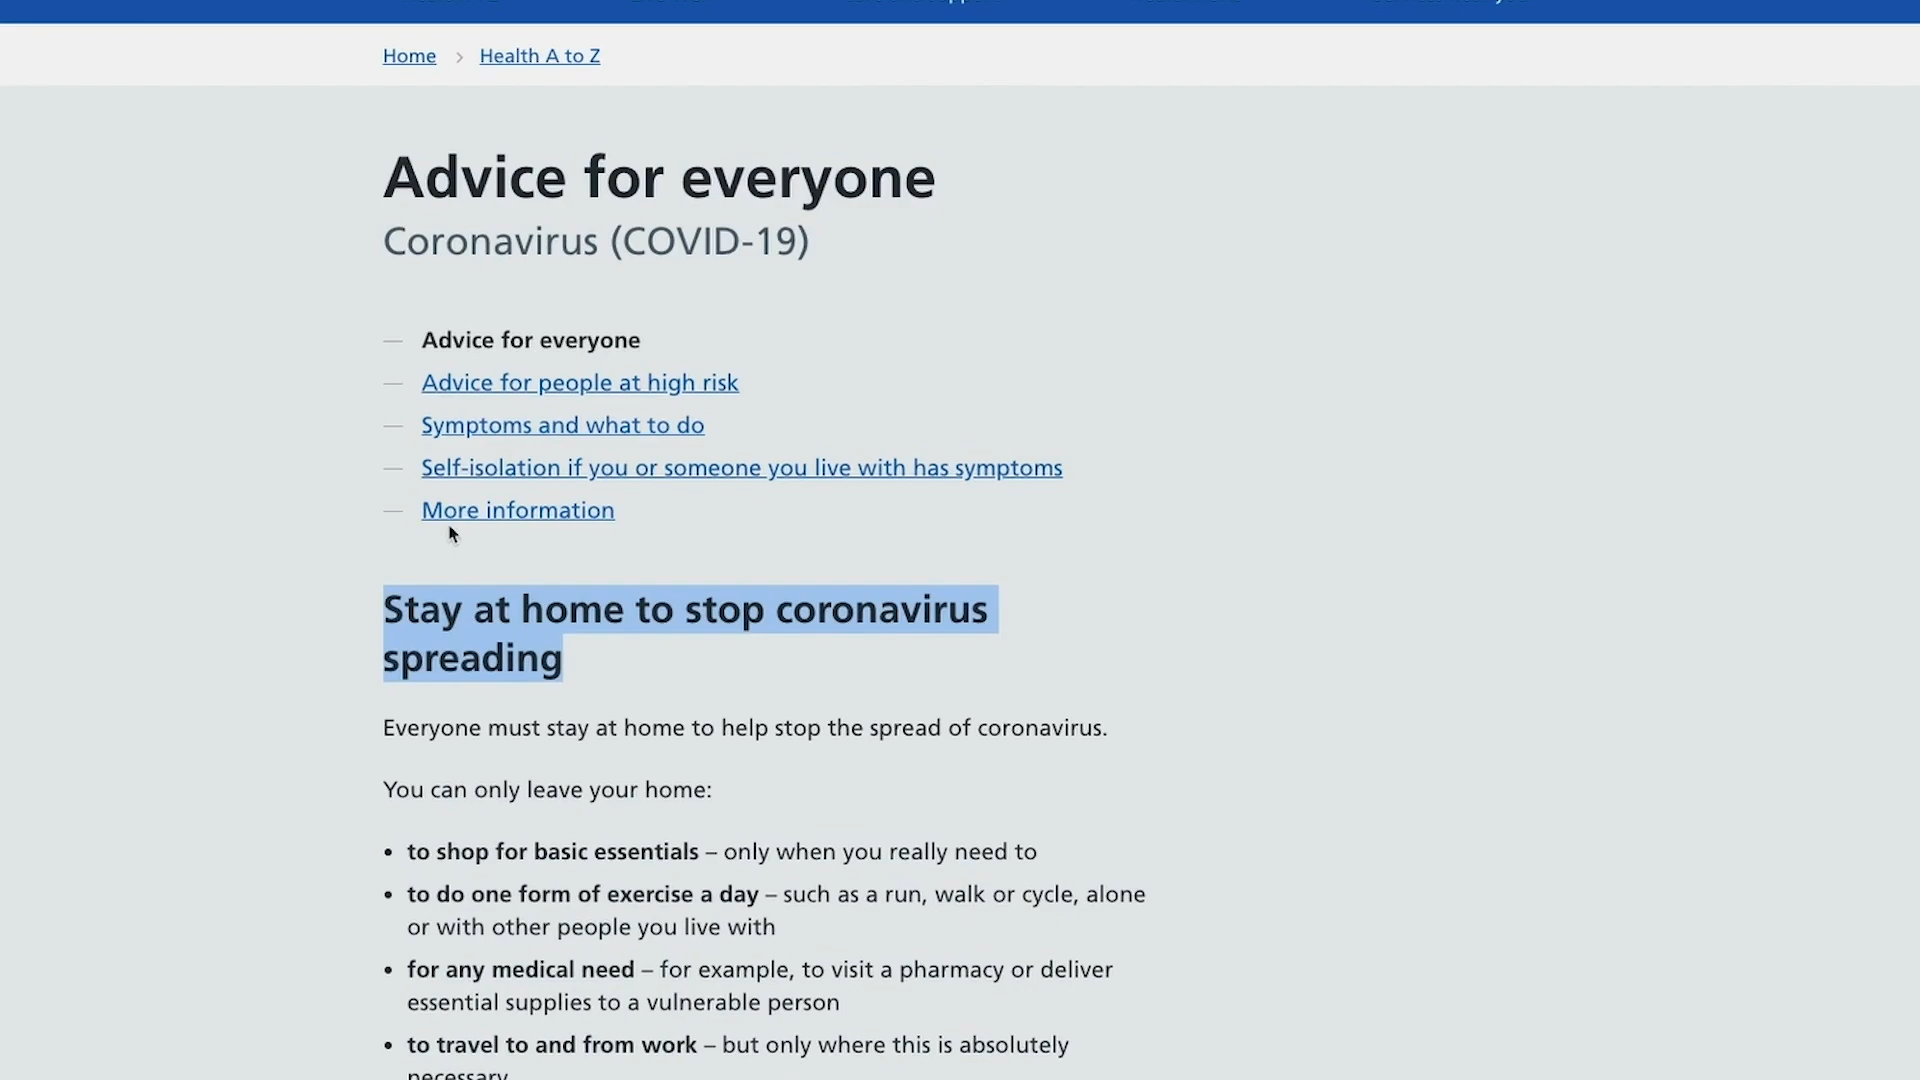 Home > Health A to Z
Advice for everyone
Coronavirus (COVID-19)
— Advice for everyone
— Advice for people at high risk
— Symptoms and what to do
— Self-isolation if you or someone you live with has symptoms
— More information
Stay at home to stop coronavirus
spreading
Everyone must stay at home to help stop the spread of coronavirus.
You can only leave your home:
• to shop for basic essentials – only when you really need to
• to do one form of exercise a day – such as a run, walk or cycle, alone
or with other people you live with
• for any medical need – for example, to visit a pharmacy or deliver
essential supplies to a vulnerable person
• to travel to and from work – but only where this is absolutely
necessary